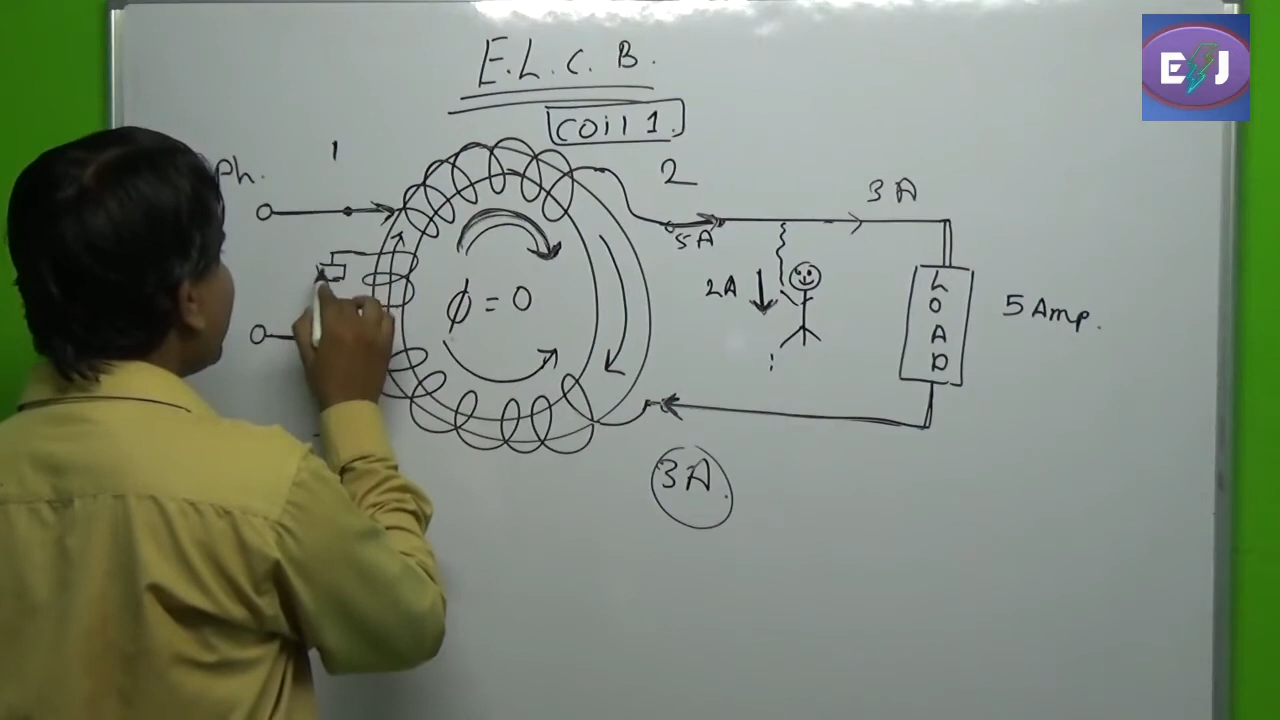 E.L.C.B.
COIL 1.
EJ
Ph.
1
2
3A
5A
2A
φ = 0
LOAD
5 Amp.
3A.